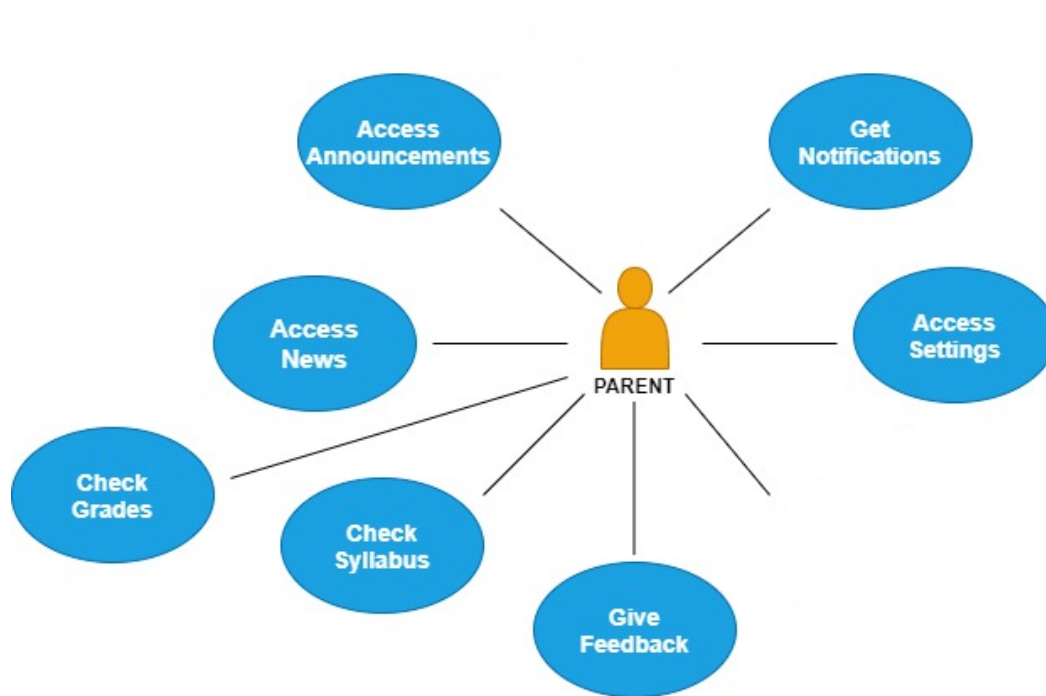 Access
Announcements
Get
Notifications
Access
News
PARENT
Access
Settings
Check
Grades
Check
Syllabus
Give
Feedback